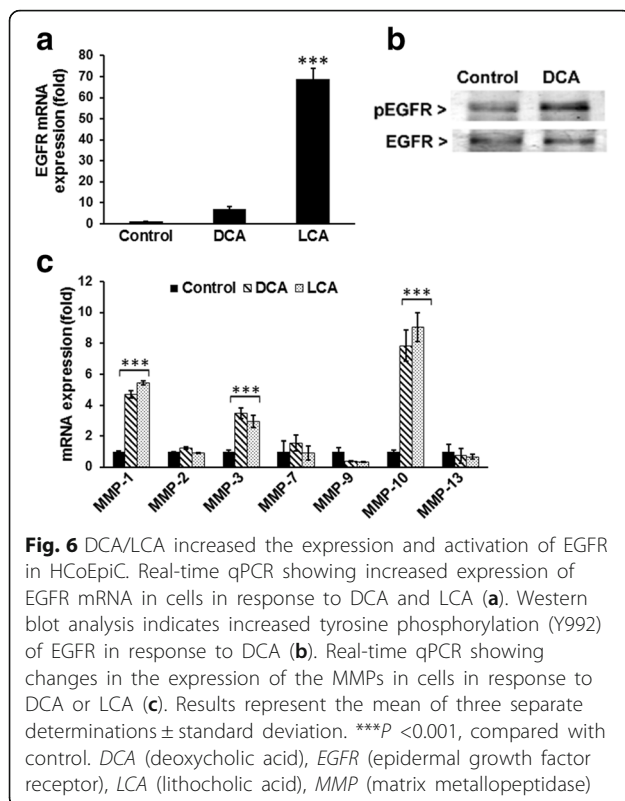 a
b
EGFR mRNA
expression (fold)
80
70
60
50
40
30
20
10
0
***
Control DCA LCA
Control DCA
pEGFR >
EGFR >
c
mRNA expression (fold)
12
10
8
6
4
2
0
Control DCA LCA
***
***
***
MMP-1 MMP-2 MMP-3 MMP-7 MMP-9 MMP-10 MMP-13
Fig. 6 DCA/LCA increased the expression and activation of EGFR
in HCoEpiC. Real-time qPCR showing increased expression of
EGFR mRNA in cells in response to DCA and LCA (a). Western
blot analysis indicates increased tyrosine phosphorylation (Y992)
of EGFR in response to DCA (b). Real-time qPCR showing
changes in the expression of the MMPs in cells in response to
DCA or LCA (c). Results represent the mean of three separate
determinations ± standard deviation. ***P <0.001, compared with
control. DCA (deoxycholic acid), EGFR (epidermal growth factor
receptor), LCA (lithocholic acid), MMP (matrix metallopeptidase)